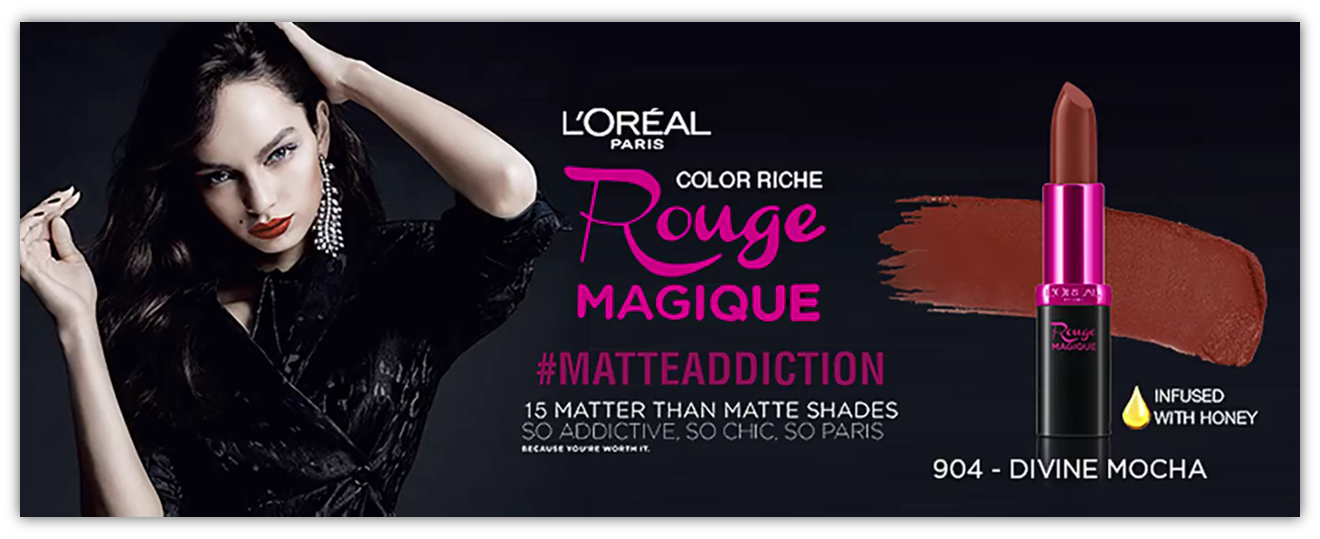 L'ORÉAL
PARIS
COLOR RICHE
Rouge
MAGIQUE
#MATTEADDICTION
15 MATTER THAN MATTE SHADES
SO ADDICTIVE, SO CHIC, SO PARIS
BECAUSE YOU'RE WORTH IT.
L'ORÉAL
Rouge
MAGIQUE
INFUSED
WITH HONEY
904 - DIVINE MOCHA